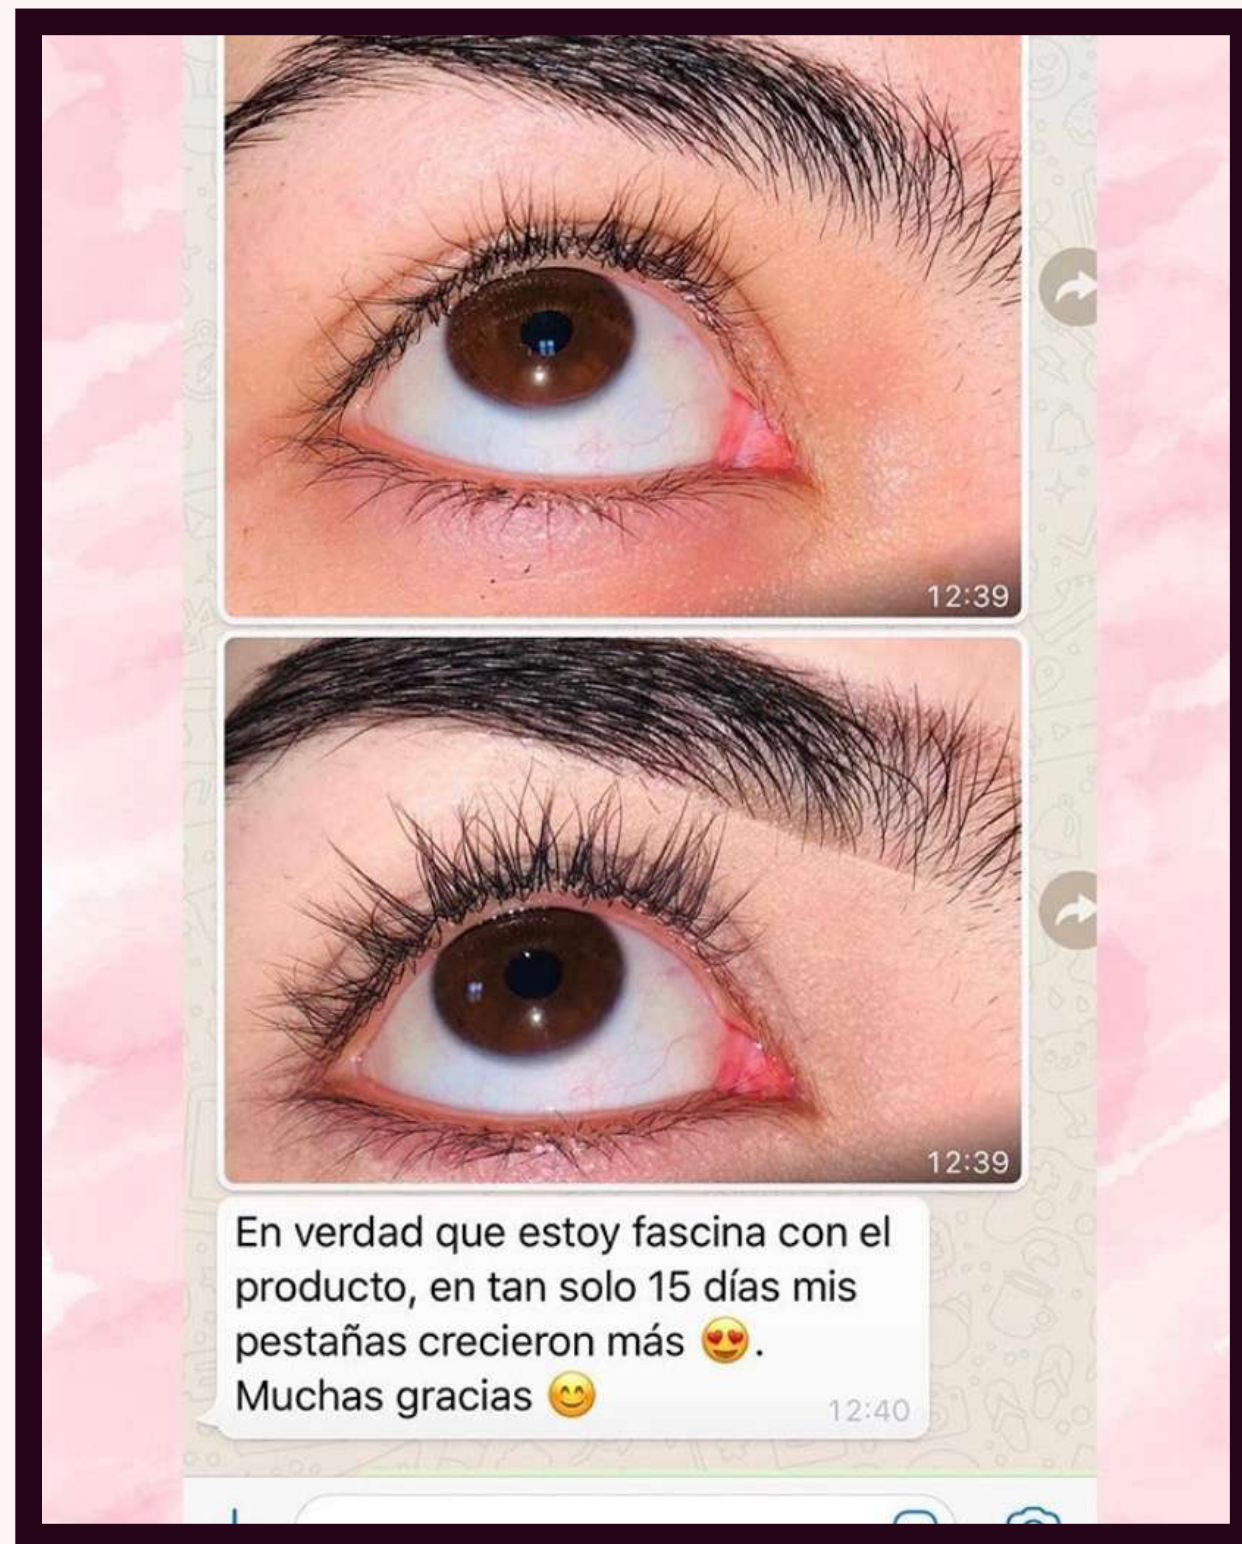 12:39
12:39
En verdad que estoy fascina con el
producto, en tan solo 15 días mis
pestañas crecieron más 😍.
Muchas gracias 😊
12:40